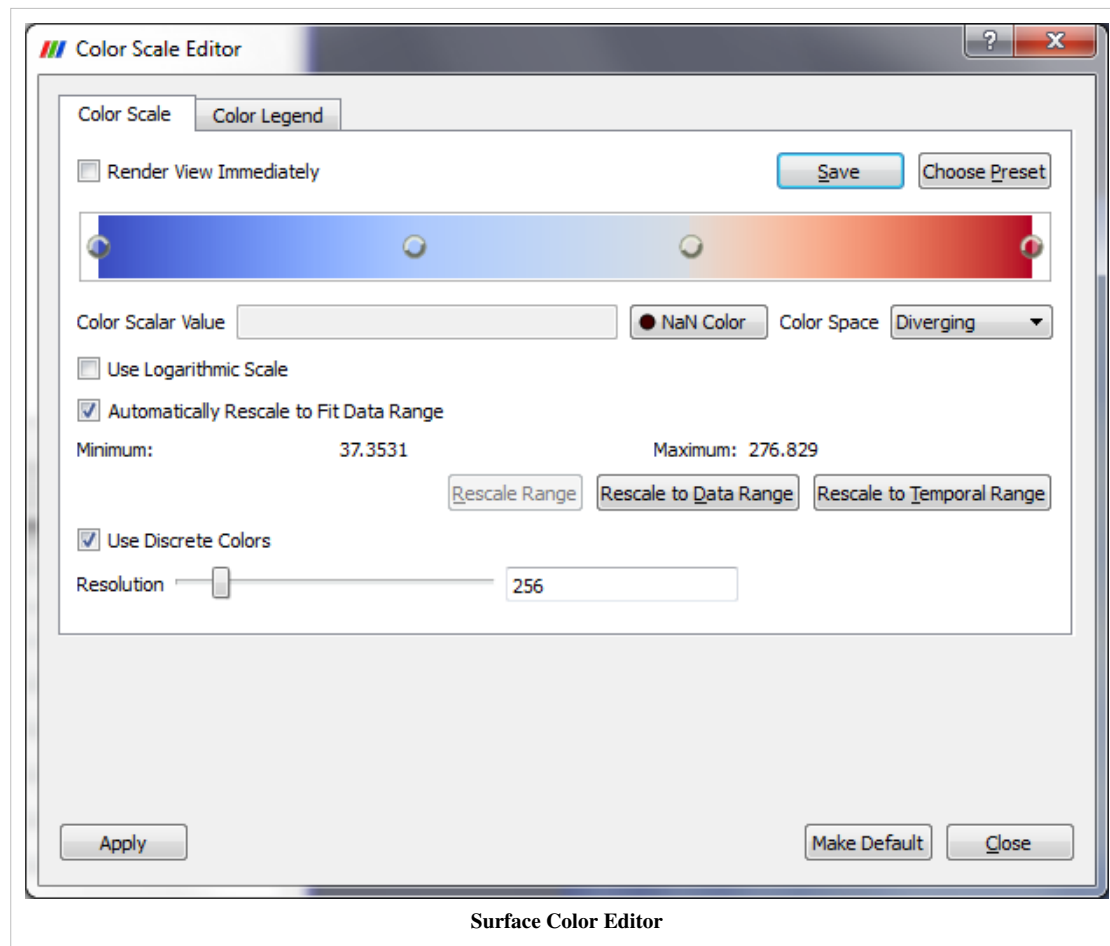 Color Scale Editor
? X
Color Scale Color Legend
Render View Immediately Save Choose Preset
Color Scalar Value NaN Color Color Space Diverging
Use Logarithmic Scale
Automatically Rescale to Fit Data Range
Minimum: 37.3531 Maximum: 276.829
Rescale Range Rescale to Data Range Rescale to Temporal Range
Use Discrete Colors
Resolution 256
Apply Make Default Close
Surface Color Editor